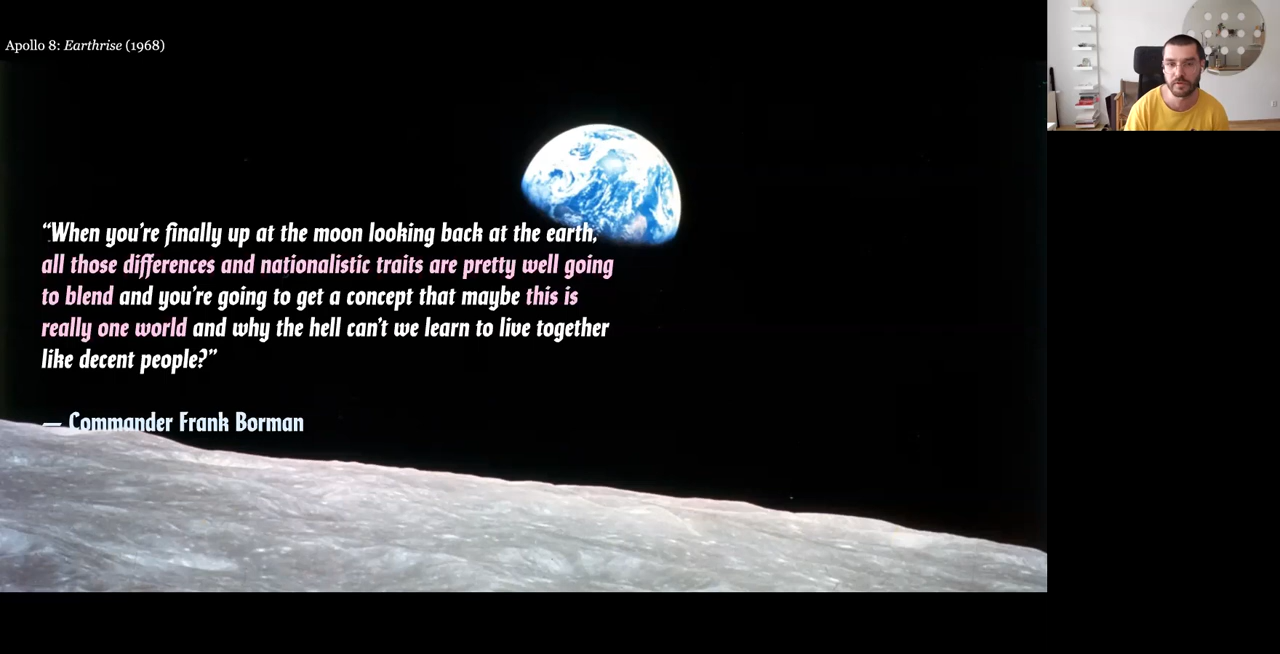 Apollo 8: Earthrise (1968)
“When you’re finally up at the moon looking back at the earth,
all those differences and nationalistic traits are pretty well going
to blend and you’re going to get a concept that maybe this is
really one world and why the hell can’t we learn to live together
like decent people?”
— Commander Frank Borman